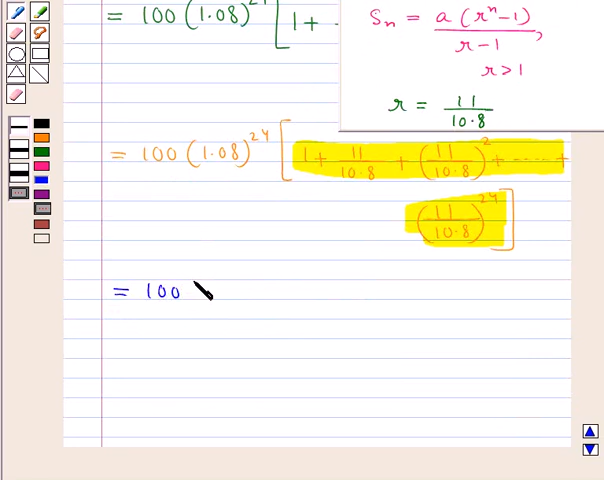 = 100 (1.08)²⁴ [ 1 +
Sₙ = a (rⁿ - 1) / r - 1 ,
r > 1
r = 11 / 10.8
= 100 (1.08)²⁴ [ 1 + 11/10.8 + (11/10.8)² + ...... +
(11/10.8)²⁴ ]
= 100